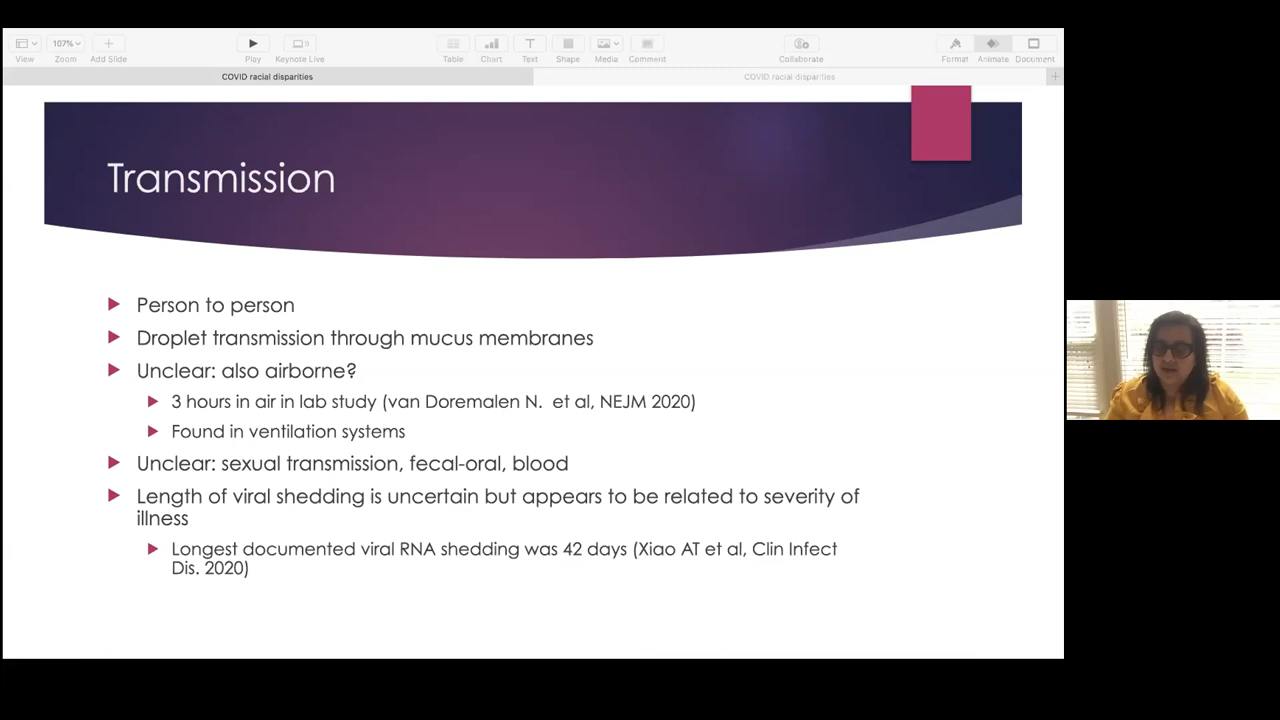 107%
View
Zoom
Add Slide
Play
Keynote Live
Table
Chart
Text
Shape
Media
Comment
Collaborate
Format
Animate
Document
COVID racial disparities
COVID racial disparities
Transmission
Person to person
Droplet transmission through mucus membranes
Unclear: also airborne?
3 hours in air in lab study (van Doremalen N. et al, NEJM 2020)
Found in ventilation systems
Unclear: sexual transmission, fecal-oral, blood
Length of viral shedding is uncertain but appears to be related to severity of
illness
Longest documented viral RNA shedding was 42 days (Xiao AT et al, Clin Infect
Dis. 2020)